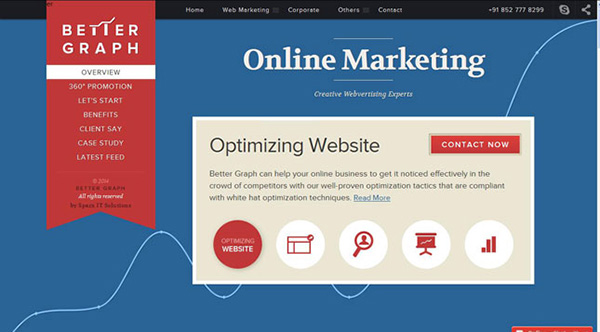 Home Web Marketing Corporate Others Contact +91 852 777 8299
BETTER
GRAPH
OVERVIEW
360° PROMOTION
LET'S START
BENEFITS
CLIENT SAY
CASE STUDY
LATEST FEED
© 2014
BETTER GRAPH
All rights reserved
by Spain IT Solutions
Online Marketing
Creative Webvertising Experts
Optimizing Website
CONTACT NOW
Better Graph can help your online business to get it noticed effectively in the
crowd of competitors with our well-proven optimization tactics that are compliant
with white hat optimization techniques. Read More
OPTIMIZING
WEBSITE